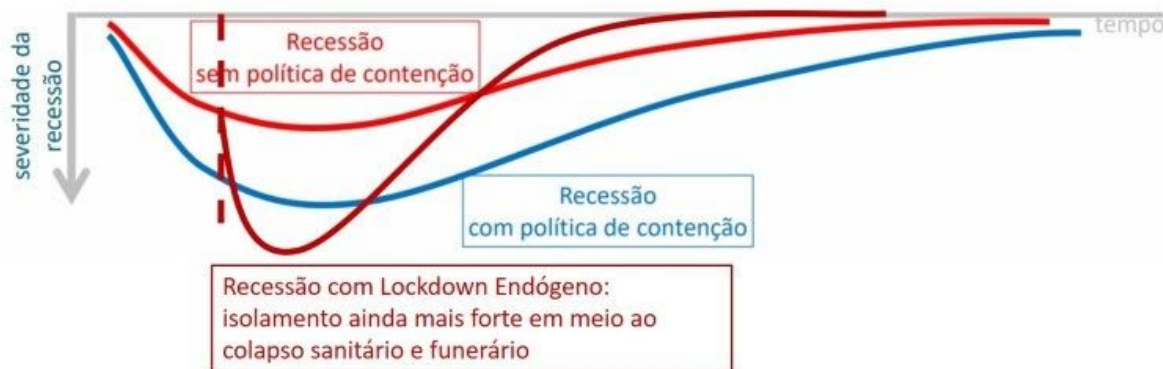 tempo
severidade da
recessão
Recessão
sem política de contenção
Recessão
com política de contenção
Recessão com Lockdown Endógeno:
isolamento ainda mais forte em meio ao
colapso sanitário e funerário